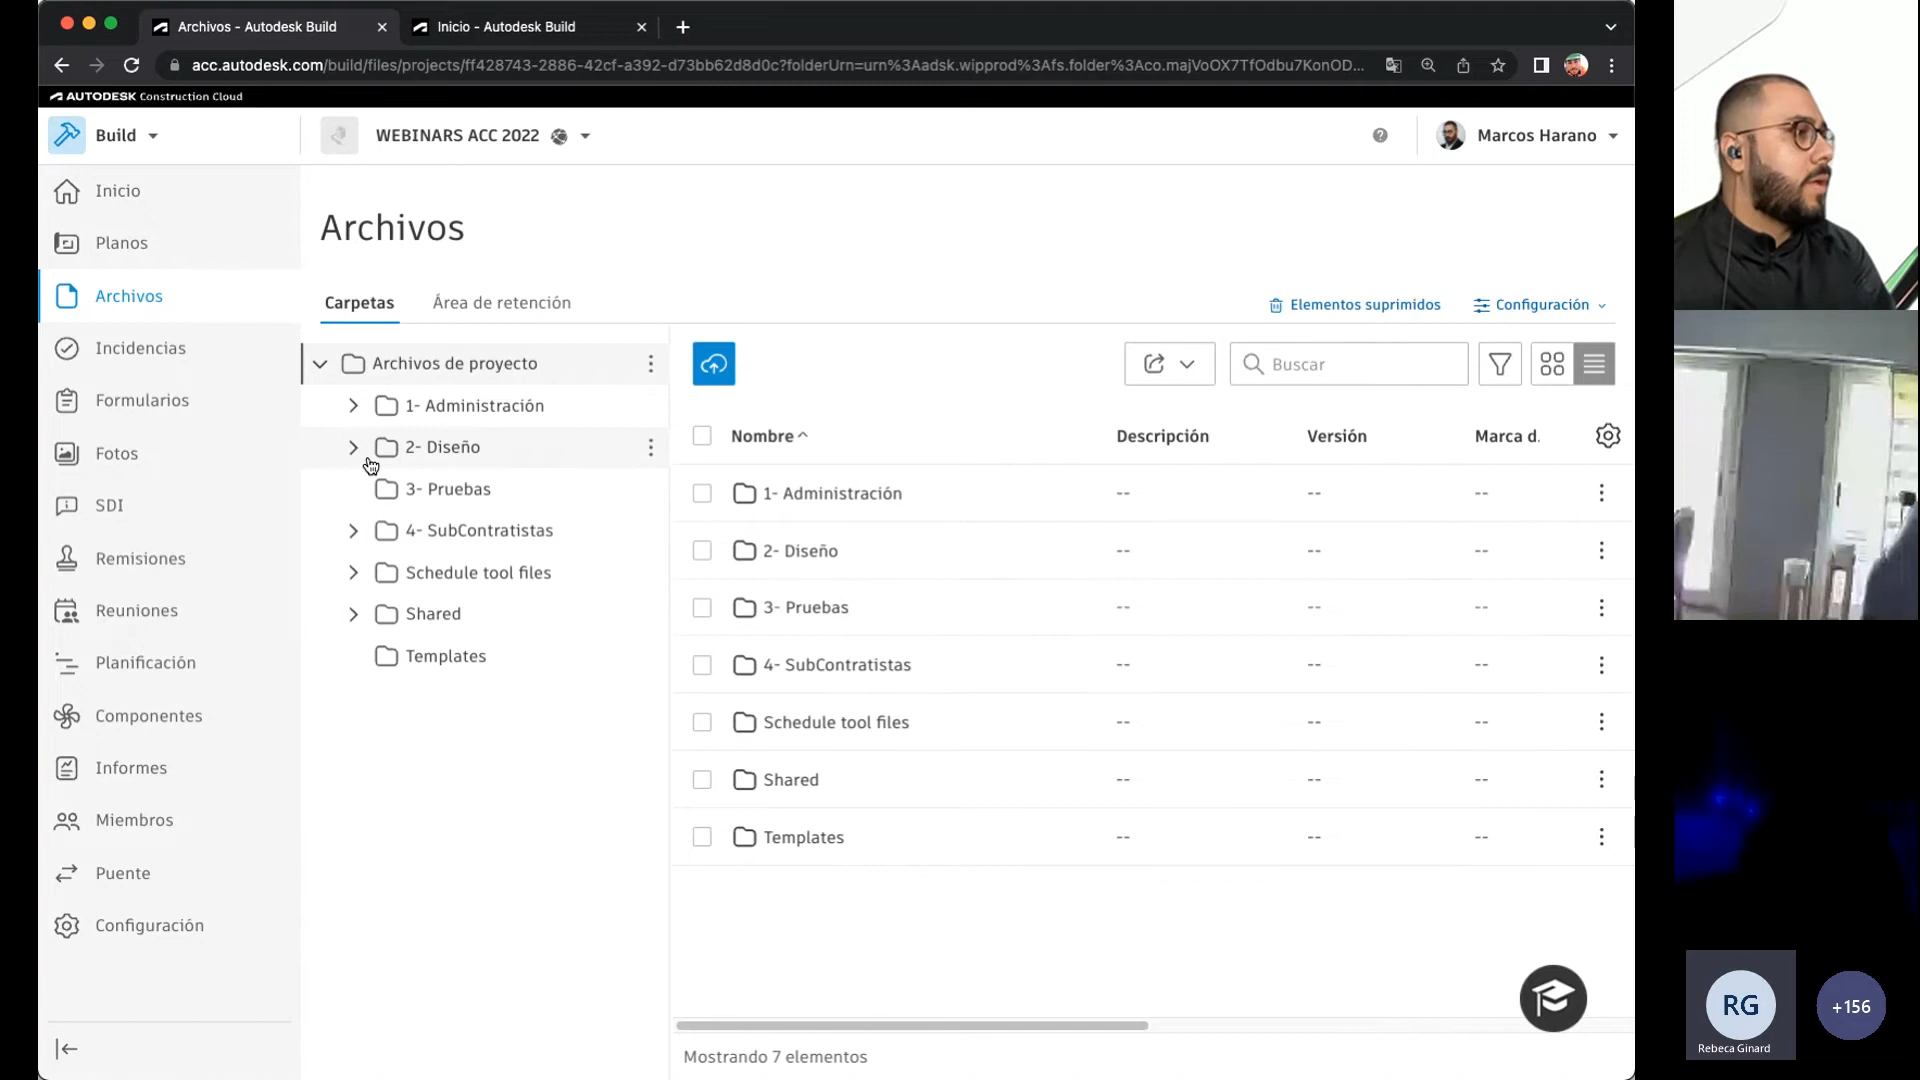 Archivos - Autodesk Build
Inicio - Autodesk Build
acc.autodesk.com/build/files/projects/ff428743-2886-42cf-a392-d73bb62d8d0c?folderUrn=urn%3Aadsk.wipprod%3Afs.folder%3Aco.majVoOX7TfOdbu7KonOD...
AUTODESK Construction Cloud
Build
WEBINARS ACC 2022
Marcos Harano
Inicio
Planos
Archivos
Incidencias
Formularios
Fotos
SDI
Remisiones
Reuniones
Planificación
Componentes
Informes
Miembros
Puente
Configuración
Archivos
Carpetas
Área de retención
Elementos suprimidos
Configuración
Archivos de proyecto
1- Administración
2- Diseño
3- Pruebas
4- SubContratistas
Schedule tool files
Shared
Templates
Buscar
Nombre Descripción Versión Marca d.
1- Administración -- -- --
2- Diseño -- -- --
3- Pruebas -- -- --
4- SubContratistas -- -- --
Schedule tool files -- -- --
Shared -- -- --
Templates -- -- --
Mostrando 7 elementos
RG
Rebeca Ginard
+156